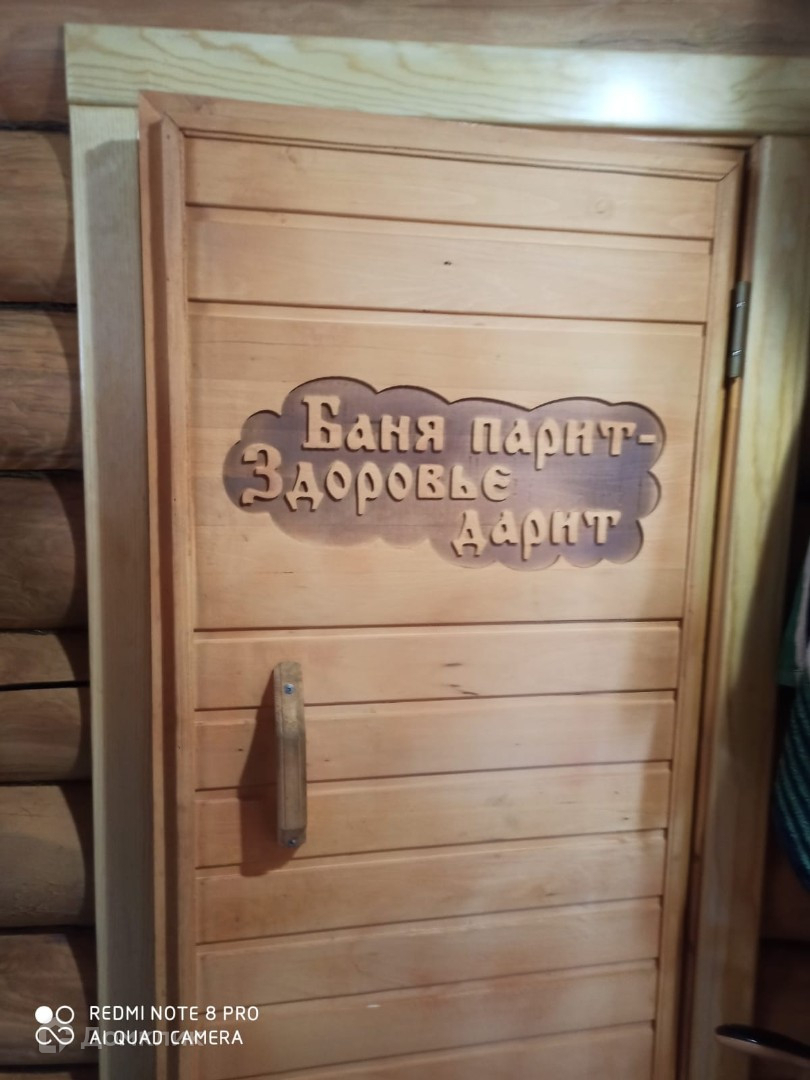 Баня парит-
Здоровье
дарит
REDMI NOTE 8 PRO
AI QUAD CAMERA